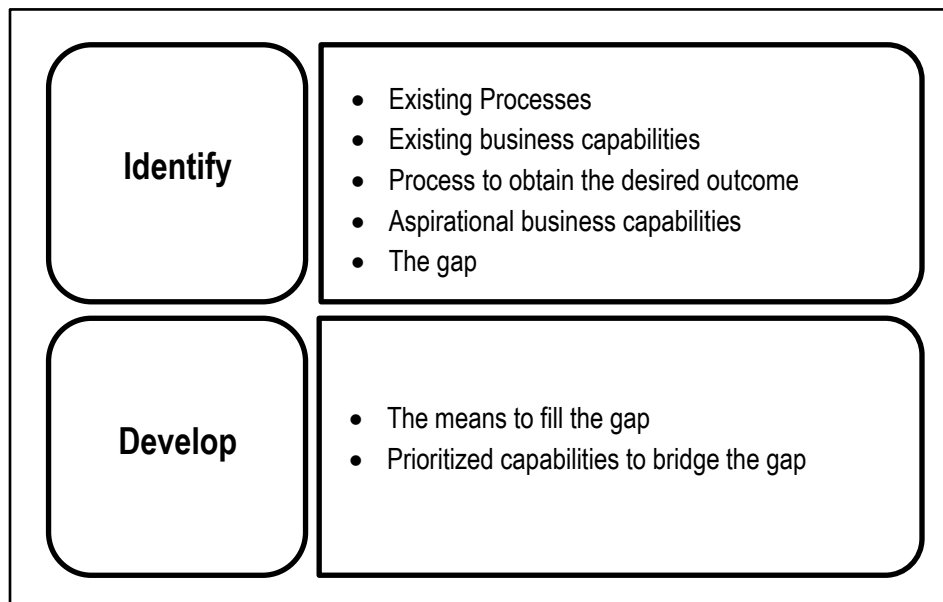 Identify
• Existing Processes
• Existing business capabilities
• Process to obtain the desired outcome
• Aspirational business capabilities
• The gap
Develop
• The means to fill the gap
• Prioritized capabilities to bridge the gap